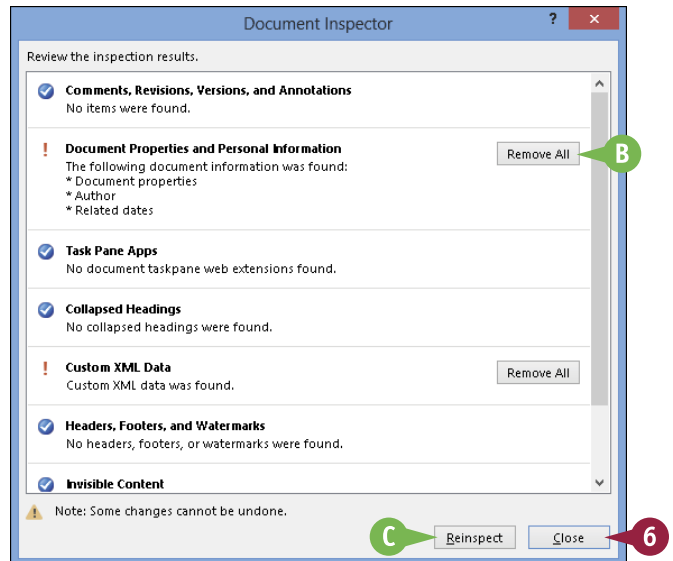 Document Inspector
?
×
Review the inspection results.
Comments, Revisions, Versions, and Annotations
No items were found.
!
Document Properties and Personal Information
Remove All
B
The following document information was found:
* Document properties
* Author
* Related dates
Task Pane Apps
No document taskpane web extensions found.
Collapsed Headings
No collapsed headings were found.
!
Custom XML Data
Remove All
Custom XML data was found.
Headers, Footers, and Watermarks
No headers, footers, or watermarks were found.
Invisible Content
Note: Some changes cannot be undone.
C
Reinspect
Close
6